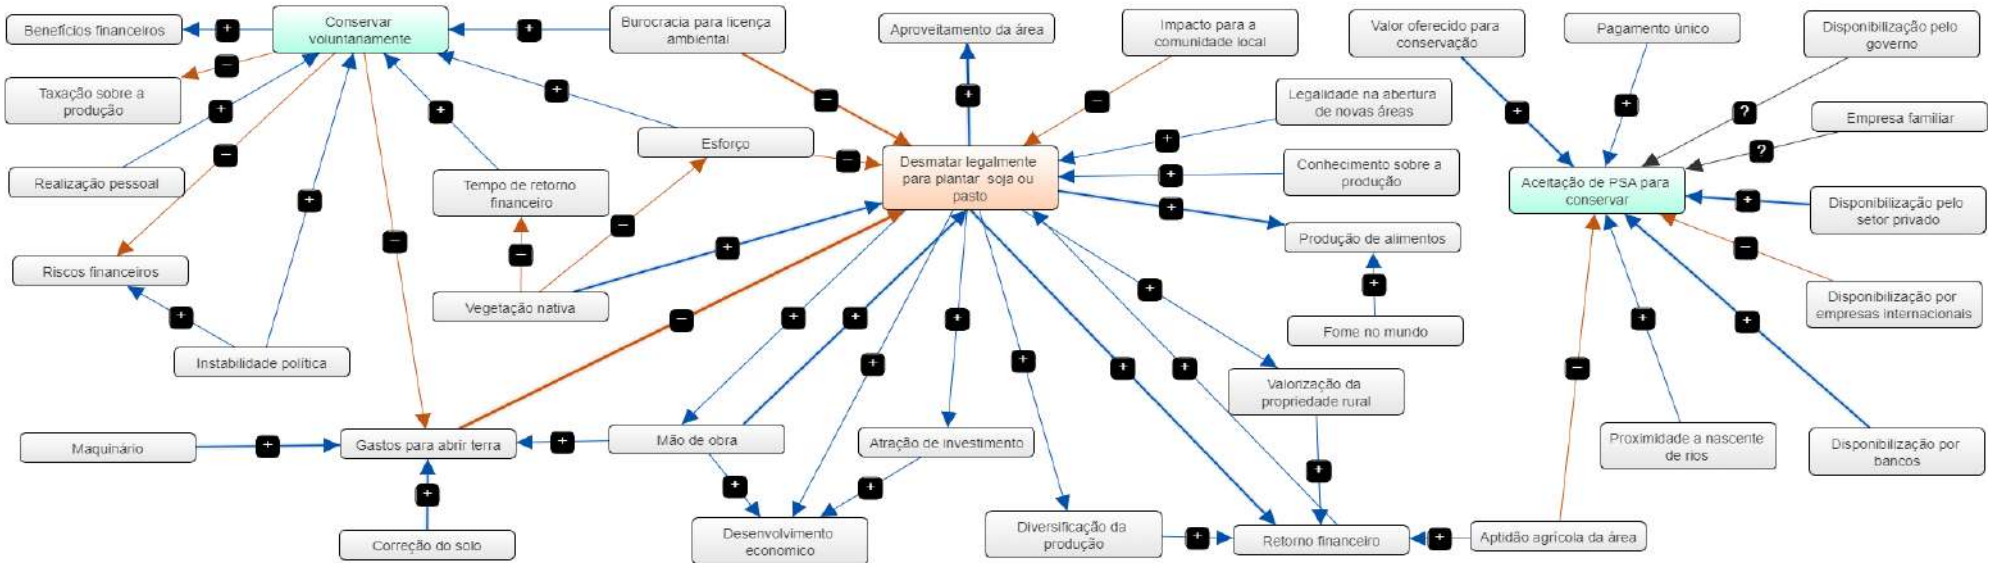 Benefícios financeiros
+
Conservar
voluntariamente
+
Burocracia para licença
ambiental
Aproveitamento da área
Impacto para a
comunidade local
Valor oferecido para
conservação
Pagamento único
Disponibilização pelo
governo
−
Taxação sobre a
produção
+
+
+
−
+
−
Legalidade na abertura
de novas áreas
+
+
?
Empresa familiar
−
Esforço
−
+
?
Realização pessoal
Tempo de retorno
financeiro
Desmatar legalmente
para plantar soja ou
pasto
+
Conhecimento sobre a
produção
Aceitação de PSA para
conservar
+
Disponibilização pelo
setor privado
+
−
−
−
+
+
Produção de alimentos
−
Riscos financeiros
Vegetação nativa
+
+
Disponibilização por
empresas internacionais
+
−
+
+
+
Fome no mundo
+
+
Instabilidade política
+
+
+
+
−
Valorização da
propriedade rural
Maquinário
+
Gastos para abrir terra
+
Mão de obra
Atração de investimento
Proximidade a nascente
de rios
Disponibilização por
bancos
+
+
+
+
Correção do solo
Desenvolvimento
economico
Diversificação da
produção
+
Retorno financeiro
+
Aptidão agrícola da área